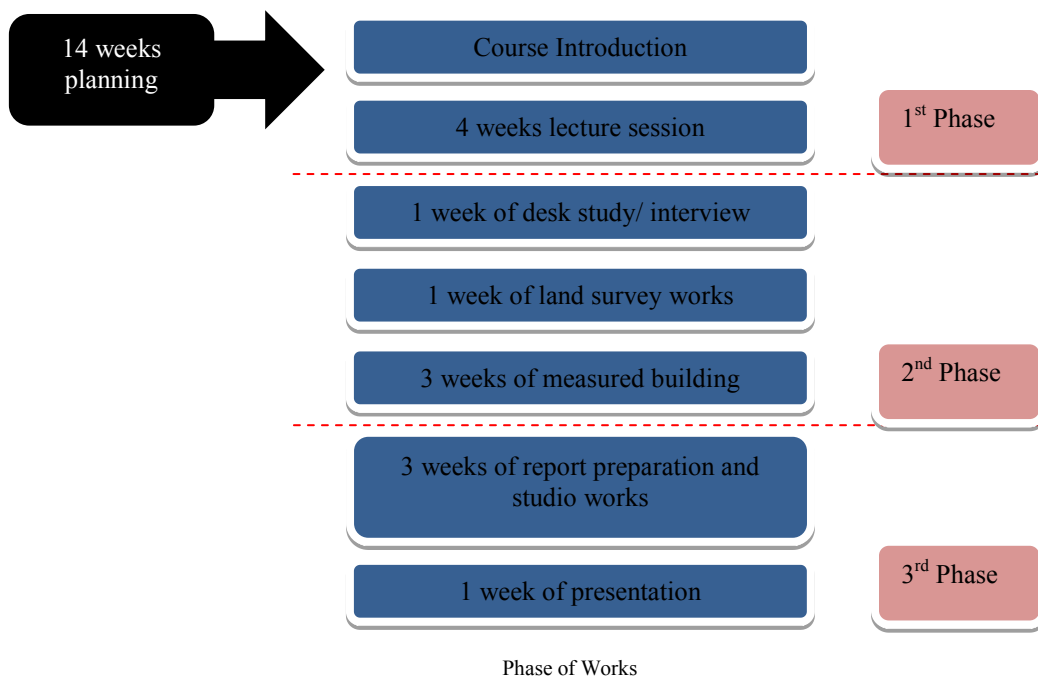 14 weeks
planning
Course Introduction
4 weeks lecture session
1st Phase
1 week of desk study/ interview
1 week of land survey works
3 weeks of measured building
2nd Phase
3 weeks of report preparation and
studio works
1 week of presentation
3rd Phase
Phase of Works